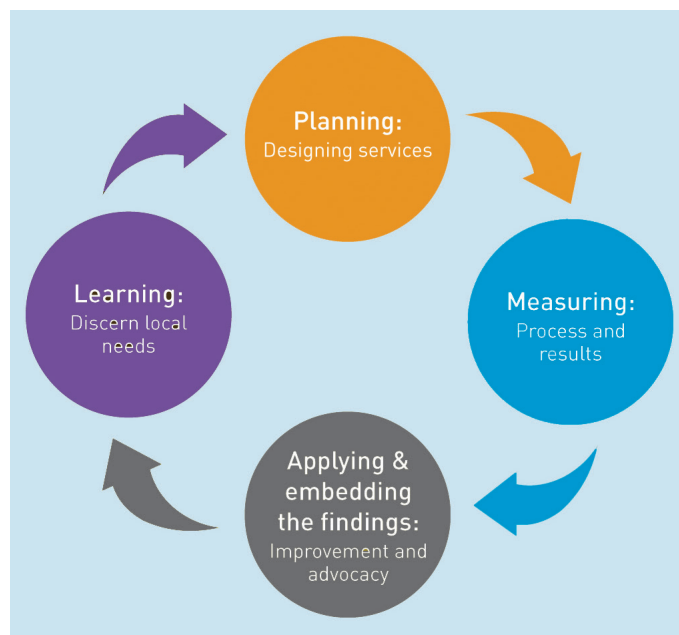 Planning:
Designing services
Measuring:
Process and
results
Applying &
embedding
the findings:
Improvement and
advocacy
Learning:
Discern local
needs